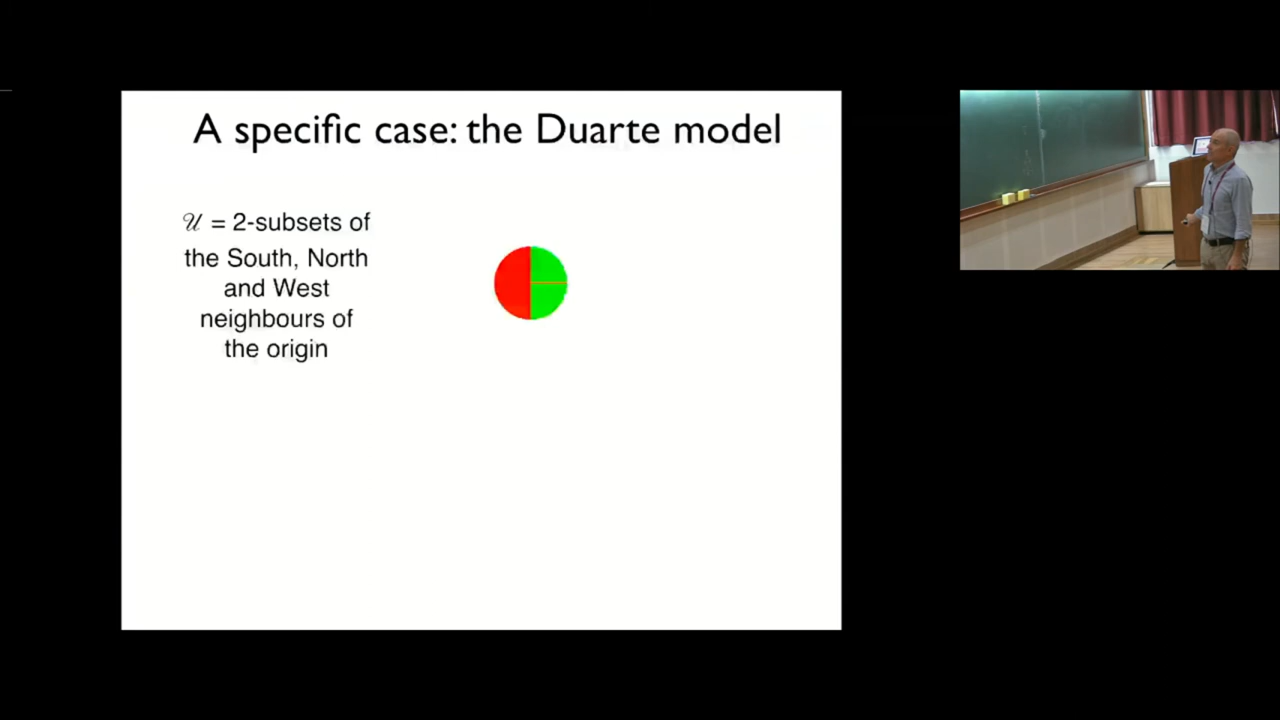 A specific case: the Duarte model
𝒰 = 2-subsets of
the South, North
and West
neighbours of
the origin